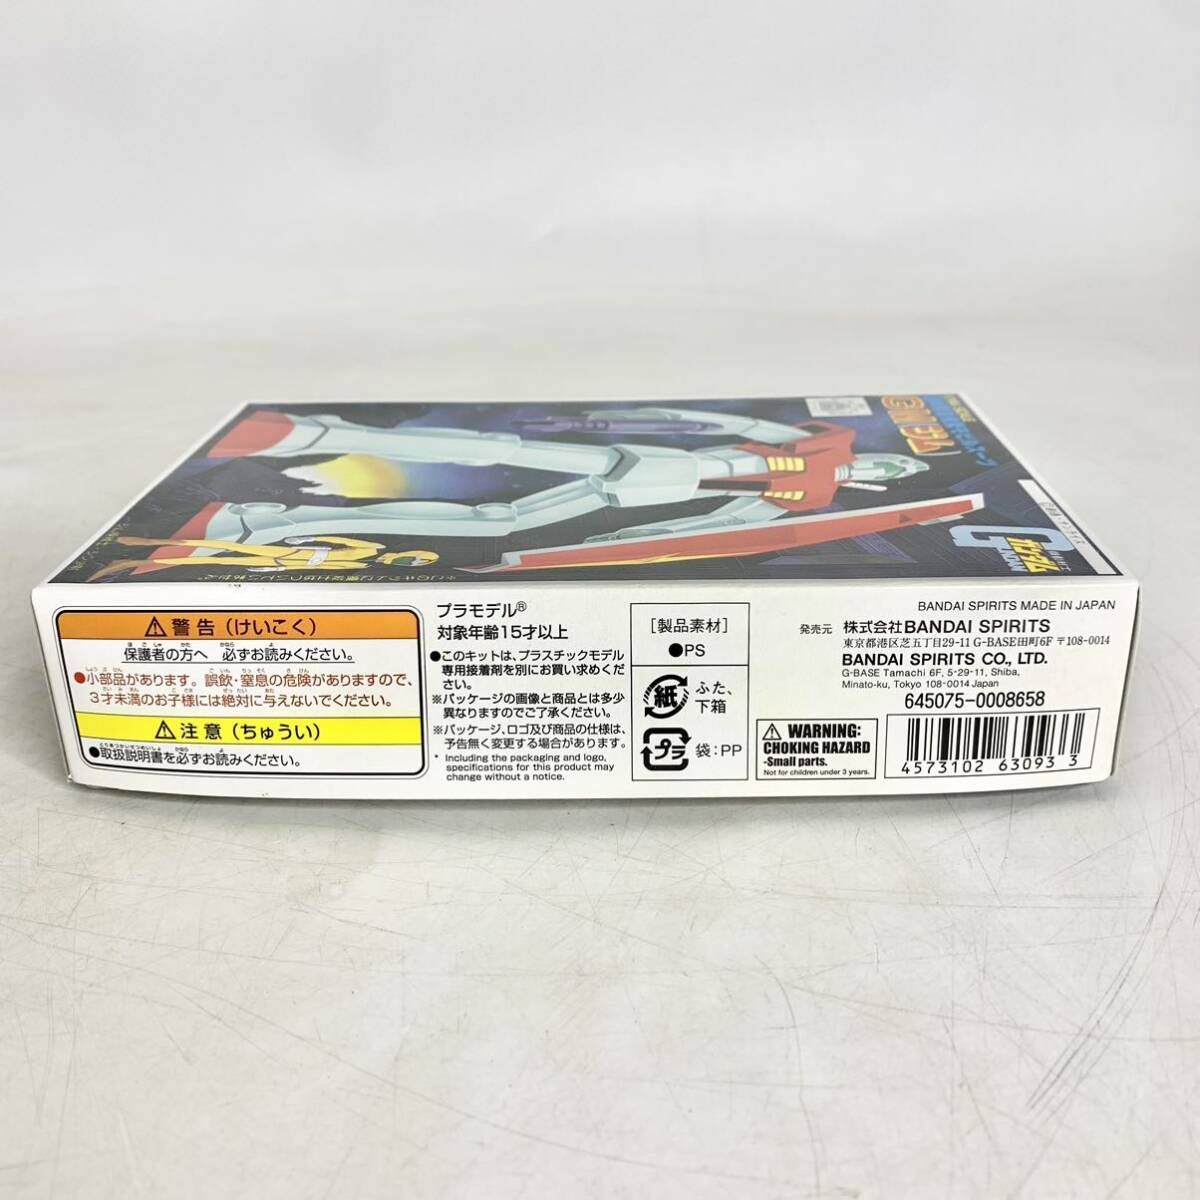 BANDAI SPIRITS MADE IN JAPAN
警告(けいこく)
保護者の方へ 必ずお読みください。
●小部品があります。誤飲・窒息の危険がありますので、
3才未満のお子様には絶対に与えないでください。
注意(ちゅうい)
●取扱説明書を必ずお読みください。
プラモデル®
対象年齢15才以上
●このキットは、プラスチックモデル
専用接着剤を別にお買い求めください。
※パッケージの画像と商品とは多少
異なりますのでご了承ください。
※パッケージ、ロゴ及び商品の仕様は、
予告無く変更する場合があります。
* Including the packaging and logo,
specifications for this product may
change without a notice.
[製品素材]
●PS
紙 ふた、
下箱
プラ 袋:PP
発売元 株式会社BANDAI SPIRITS
東京都港区芝五丁目29-11 G-BASE田町6F 〒108-0014
BANDAI SPIRITS CO., LTD.
G-BASE Tamachi 6F, 5-29-11, Shiba,
Minato-ku, Tokyo 108-0014 Japan
645075-0008658
WARNING:
CHOKING HAZARD
-Small parts.
Not for children under 3 years.
4573102 63093 3